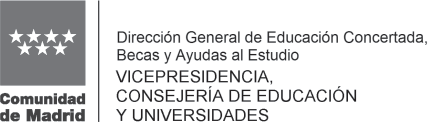 Comunidad
de Madrid
Dirección General de Educación Concertada,
Becas y Ayudas al Estudio
VICEPRESIDENCIA,
CONSEJERÍA DE EDUCACIÓN
Y UNIVERSIDADES